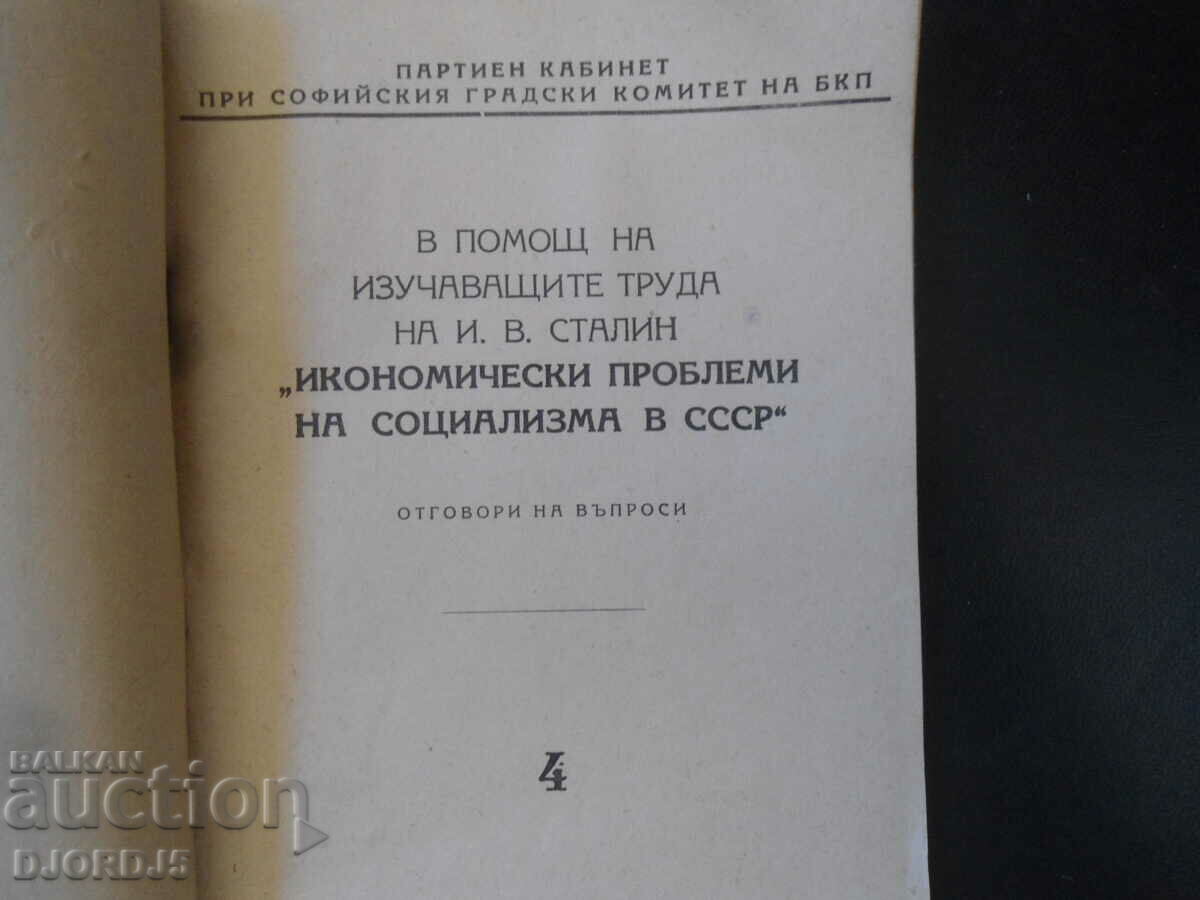 ПАРТИЕН КАБИНЕТ
ПРИ СОФИЙСКИЯ ГРАДСКИ КОМИТЕТ НА БКП
В ПОМОЩ НА
ИЗУЧАВАЩИТЕ ТРУДА
НА И. В. СТАЛИН
„ИКОНОМИЧЕСКИ ПРОБЛЕМИ
НА СОЦИАЛИЗМА В СССР“
ОТГОВОРИ НА ВЪПРОСИ
4
BALKAN
auction
DJORDJ5